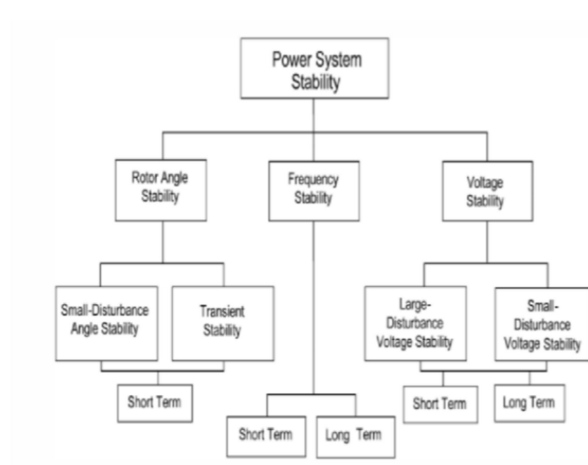 Power System
Stability
Rotor Angle
Stability
Frequency
Stability
Voltage
Stability
Small-Disturbance
Angle Stability
Transient
Stability
Large-
Disturbance
Voltage Stability
Small-
Disturbance
Voltage Stability
Short Term
Short Term
Long Term
Short Term
Long Term